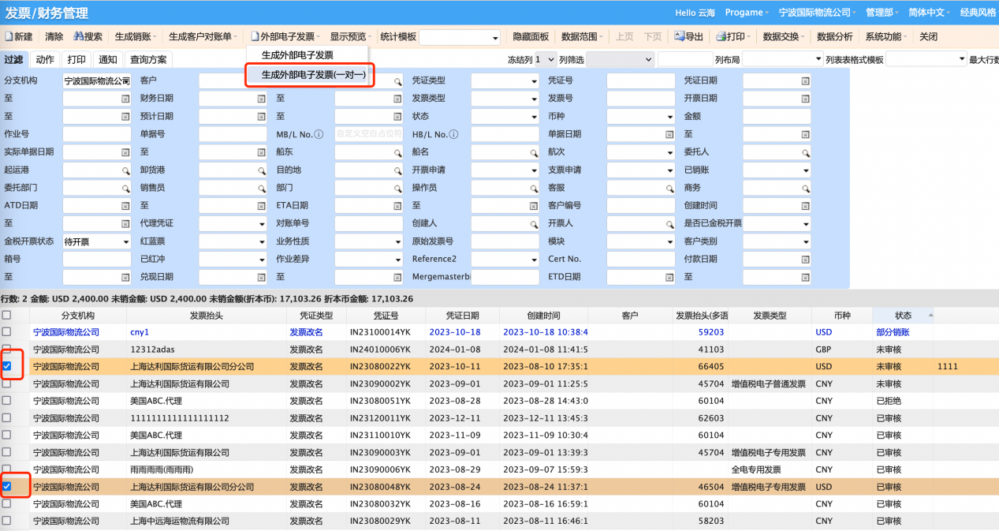 发票/财务管理 Hello 云海 Progame 宁波国际物流公司 管理部 简体中文 经典风格
新建 清除 搜索 生成销账 生成客户对账单 外部电子发票 显示预览 统计模板 隐藏面板 数据范围 上页 下页 导出 打印 数据交换 数据分析 系统功能 关闭
生成外部电子发票
生成外部电子发票(一对一)
过滤 动作 打印 通知 查询方案 冻结列 1 列筛选 列布局 列表表格式模板 最大行数
分支机构 宁波国际物流公司 客户 凭证类型 凭证号 凭证日期
至 财务日期 至 发票类型 发票号 开票日期
至 预计日期 至 状态 币种 金额
作业号 单据号 MB/L No. 自定义空白占位符 HB/L No. 单据日期 至
实际单据日期 至 船东 船名 航次 委托人
起运港 卸货港 目的地 开票申请 支票申请 已销账
委托部门 销售员 部门 操作员 客服 商务
ATD日期 至 ETA日期 至 客户编号 创建时间
至 代理凭证 对账单号 创建人 开票人 是否已金税开票
金税开票状态 待开票 红蓝票 业务性质 原始发票号 模块 客户类别
箱号 已红冲 作业差异 Reference2 Cert No. 付款日期
至 兑现日期 至 Mergemasterbl ETD日期 至
行数: 2 金额: USD 2,400.00 未销金额: USD 2,400.00 未销金额(折本币): 17,103.26 折本币金额: 17,103.26
分支机构 发票抬头 凭证类型 凭证号 凭证日期 创建时间 客户 发票抬头(多语 发票类型 币种 状态
宁波国际物流公司 cny1 发票改名 IN23100014YK 2023-10-18 2023-10-18 10:38:4 59203 USD 部分销账
宁波国际物流公司 12312adas 发票改名 IN24010006YK 2024-01-08 2024-01-08 11:41:5 41103 GBP 未审核
宁波国际物流公司 上海达利国际货运有限公司分公司 发票改名 IN23080022YK 2023-10-11 2023-08-10 17:35:1 66405 USD 未审核 1111
宁波国际物流公司 上海达利国际货运有限公司 发票改名 IN23090002YK 2023-09-01 2023-09-01 11:25:5 45704 增值税电子普通发票 CNY 未审核
宁波国际物流公司 美国ABC.代理 发票改名 IN23080051YK 2023-08-28 2023-08-28 14:43:0 60104 CNY 已拒绝
宁波国际物流公司 1111111111111111112 发票改名 IN23120011YK 2023-12-11 2023-12-11 13:45:3 62603 CNY 已审核
宁波国际物流公司 美国ABC.代理 发票改名 IN23110010YK 2023-11-09 2023-11-09 10:30:4 60104 CNY 已审核
宁波国际物流公司 上海达利国际货运有限公司 发票改名 IN23090003YK 2023-09-01 2023-09-01 13:39:3 45704 增值税电子专用发票 CNY 已审核
宁波国际物流公司 雨雨雨雨(雨雨雨) 发票改名 IN23090006YK 2023-08-29 2023-09-07 15:59:3 全电专用发票 CNY 已审核
宁波国际物流公司 上海达利国际货运有限公司分公司 发票改名 IN23080048YK 2023-08-24 2023-08-24 11:37:1 46504 增值税电子专用发票 USD 已审核
宁波国际物流公司 美国ABC.代理 发票改名 IN23080032YK 2023-08-16 2023-08-16 16:59:1 60104 CNY 已审核
宁波国际物流公司 上海中远海运物流有限公司 发票改名 IN23080029YK 2023-08-11 2023-08-11 16:46:1 58203 CNY 已审核